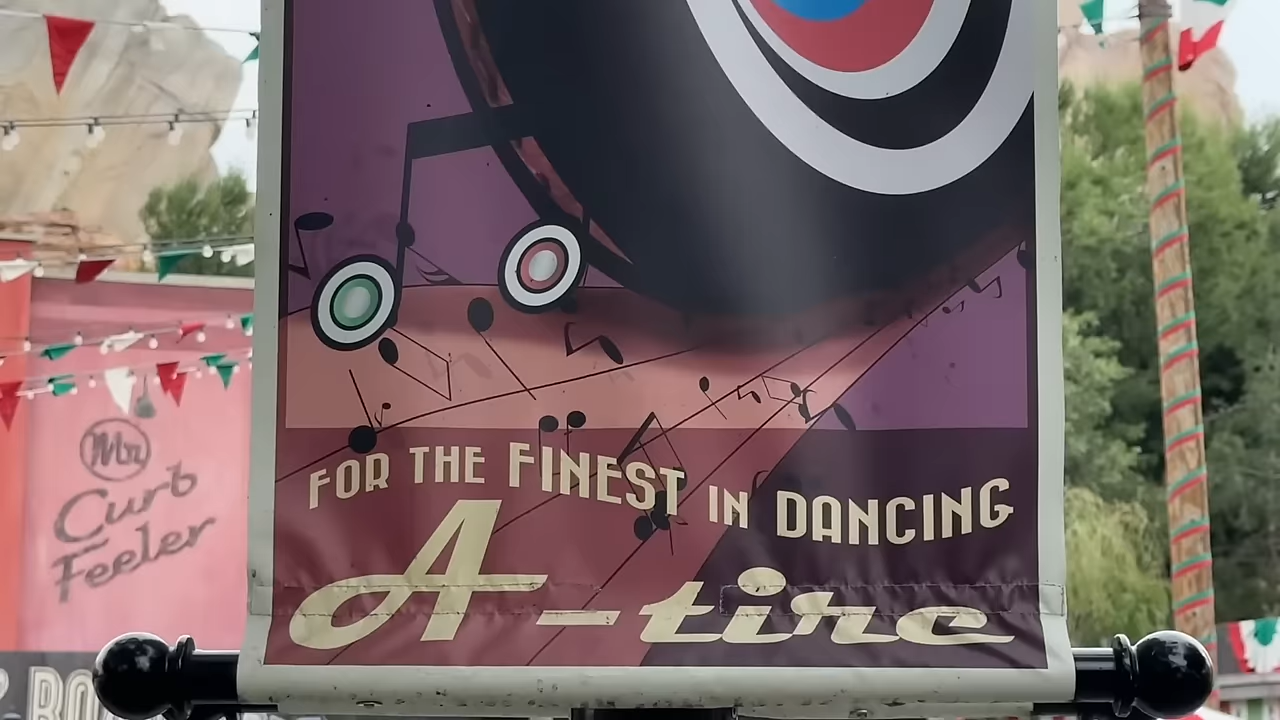 Mr
Curb
Feeler
FOR THE FINEST IN DANCING
A-tire